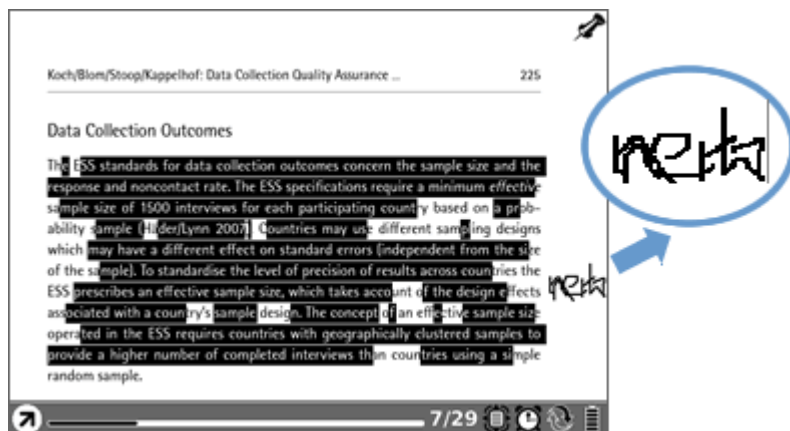 Koch/Blom/Stoop/Kappelhof: Data Collection Quality Assurance ... 225
Data Collection Outcomes
The ESS standards for data collection outcomes concern the sample size and the
response and noncontact rate. The ESS specifications require a minimum effective
sample size of 1500 interviews for each participating country based on a prob-
ability sample (Häder/Lynn 2007). Countries may use different sampling designs
which may have a different effect on standard errors (independent from the size
of the sample). To standardise the level of precision of results across countries the
ESS prescribes an effective sample size, which takes account of the design effects
associated with a country's sample design. The concept of an effective sample size
operated in the ESS requires countries with geographically clustered samples to
provide a higher number of completed interviews than countries using a simple
random sample.
7/29